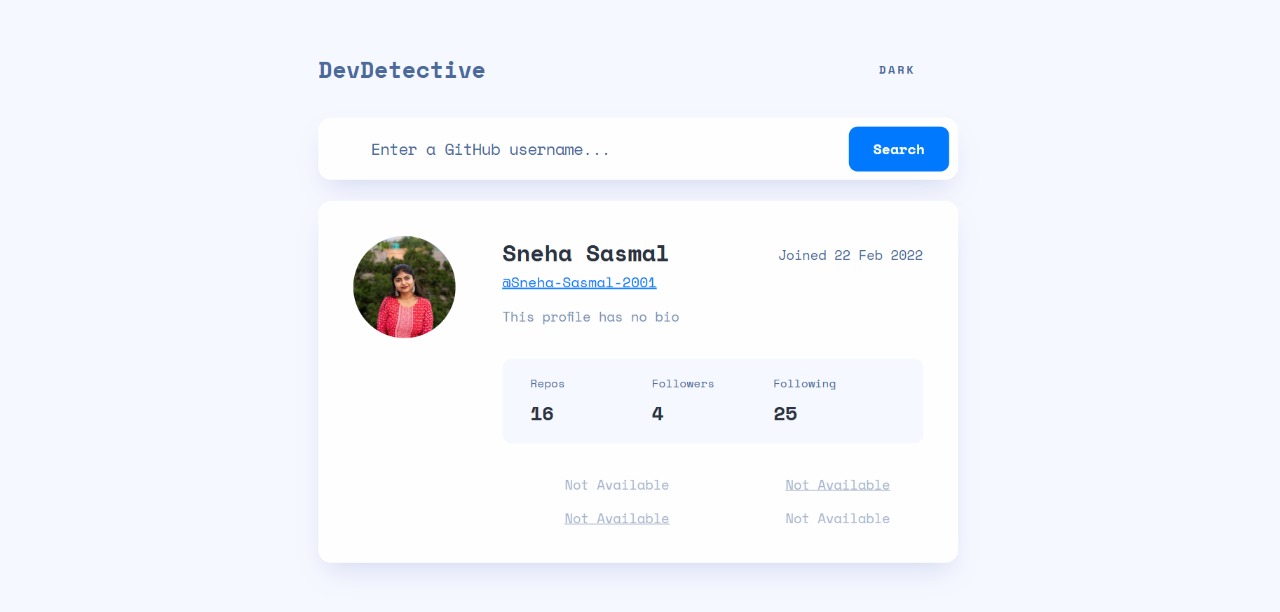 DevDetective DARK
Enter a GitHub username... Search
Sneha Sasmal Joined 22 Feb 2022
@Sneha-Sasmal-2001
This profile has no bio
Repos Followers Following
16 4 25
Not Available Not Available
Not Available Not Available